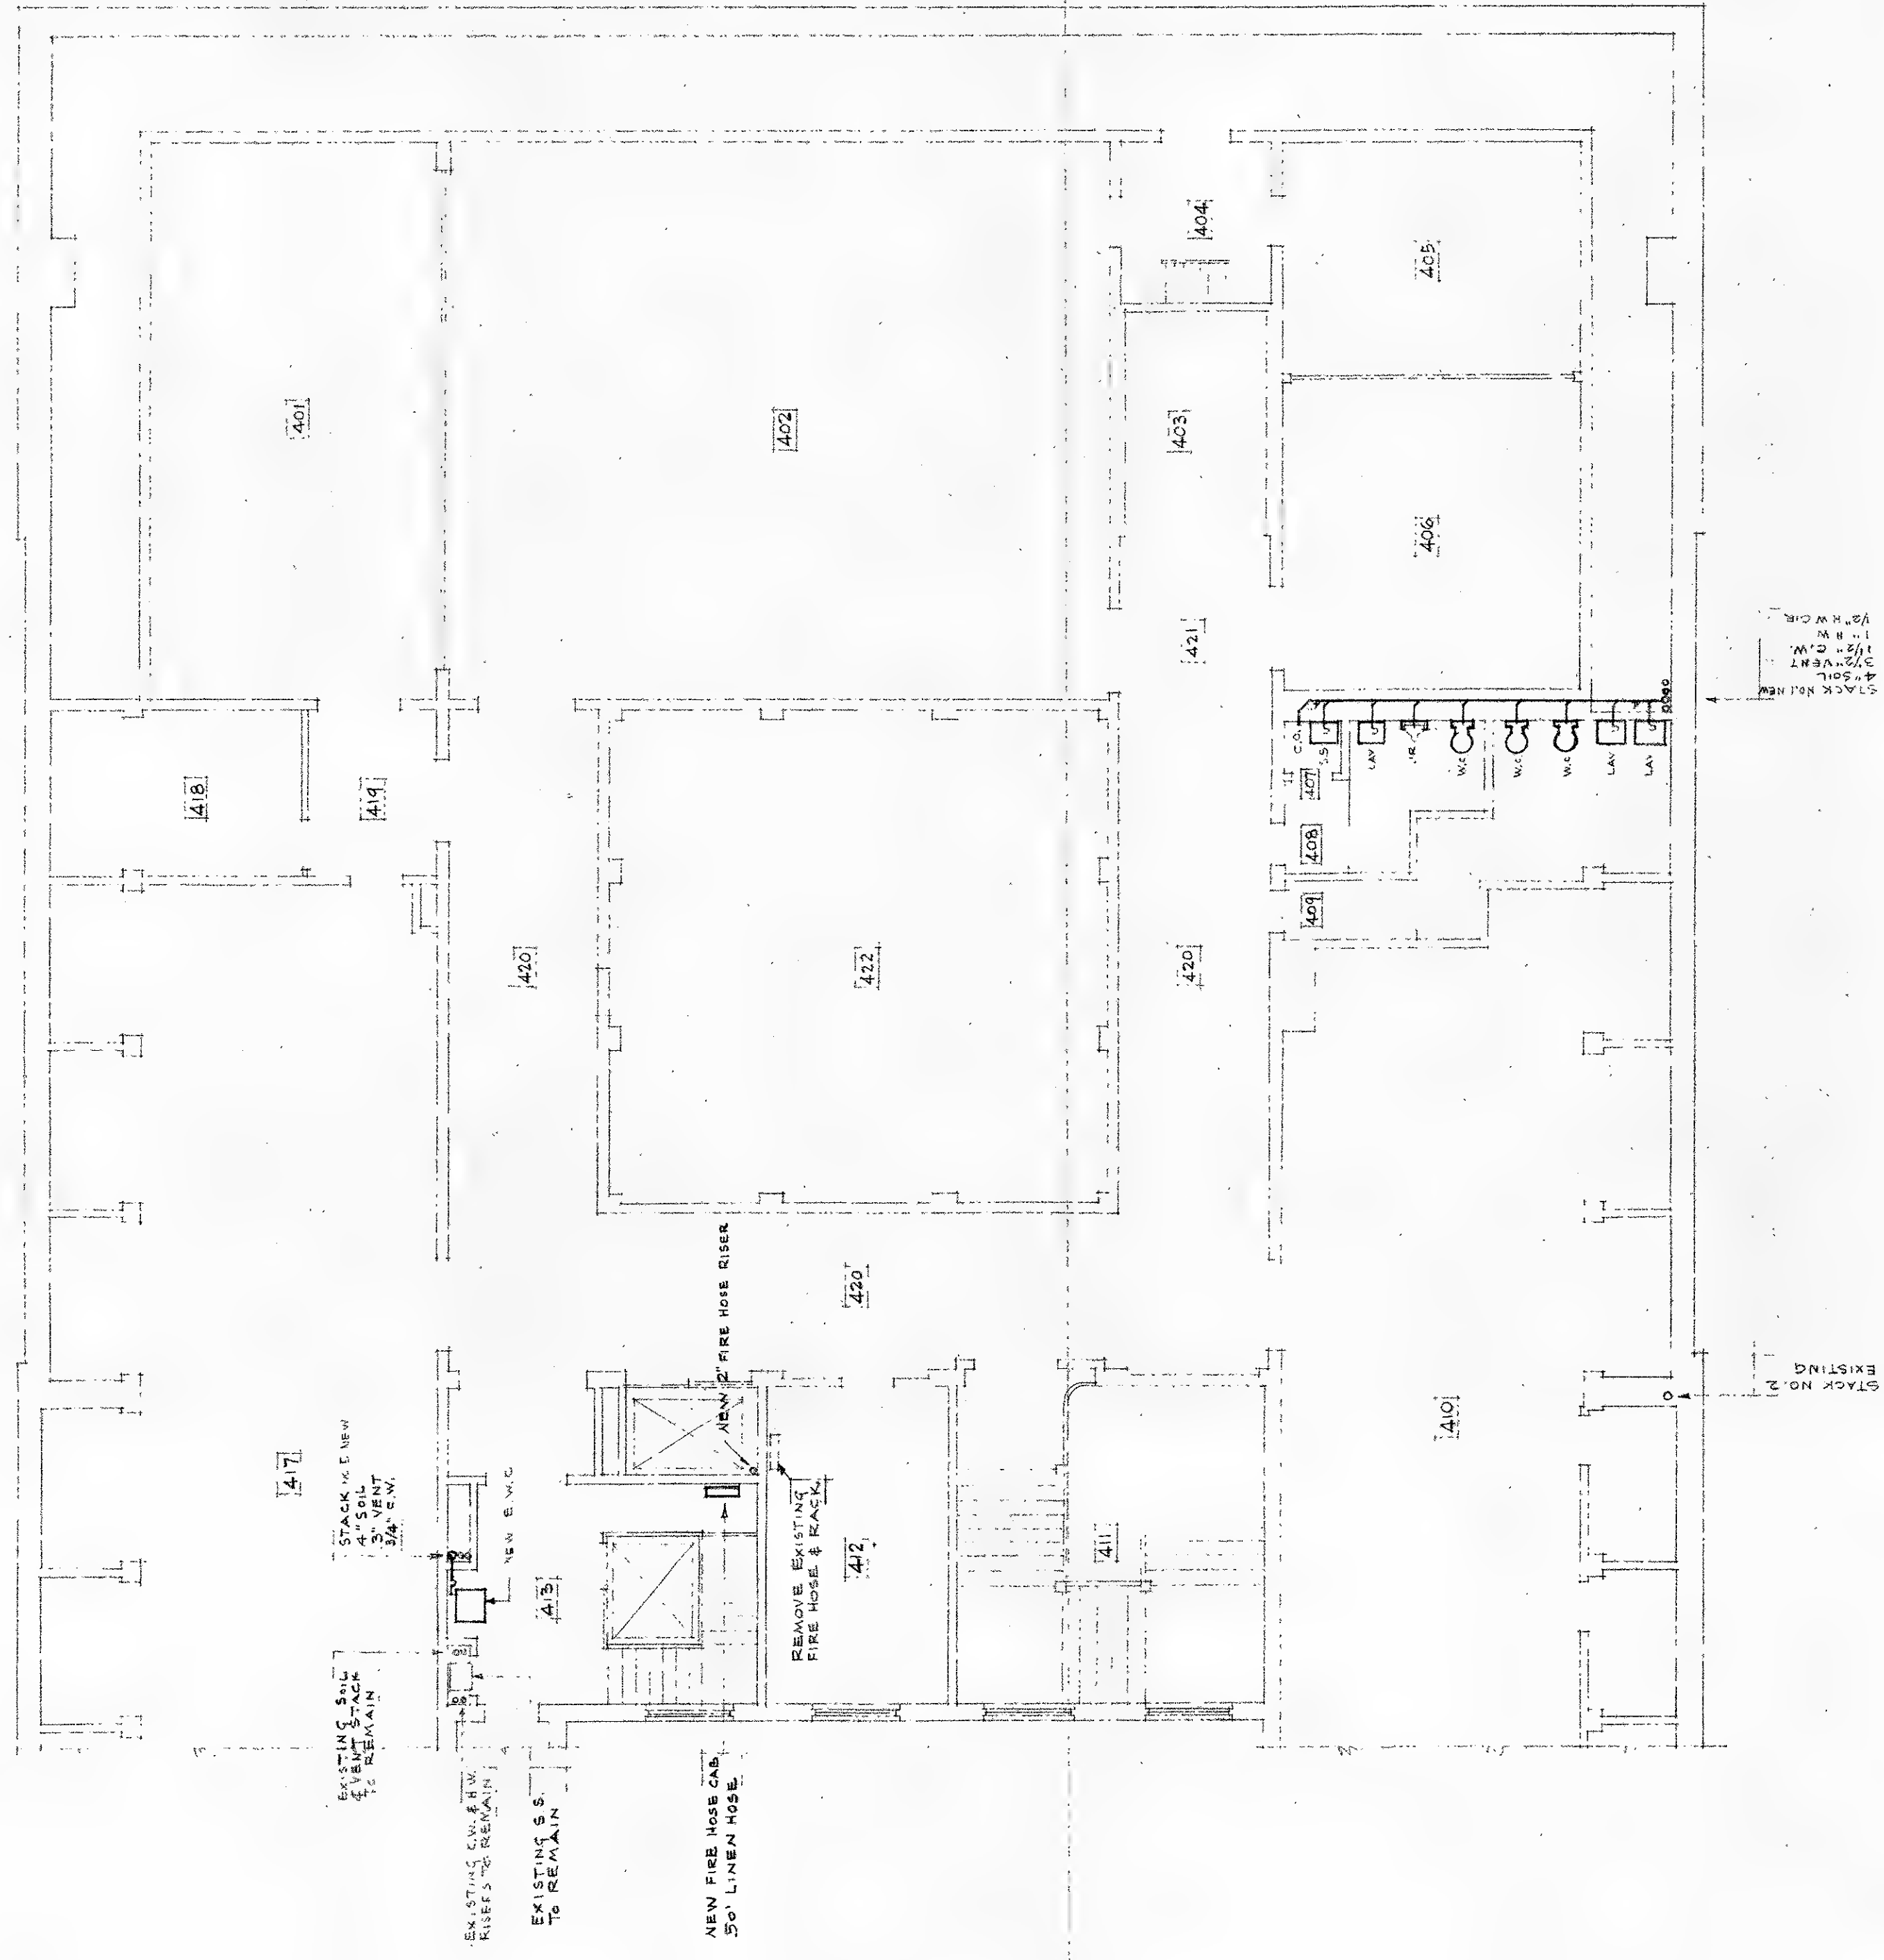 401
402
403
404
405
406
421
418
419
420
422
420
420
407
408
409
C.O.
S.S
LAV
UR
W.C
W.C.
W.C
LAV
LAV
STACK NO.1 NEW
4" SOIL
3 1/2" VENT
1 1/2" C.W.
1" H W
1/2" H W CIR.
STACK NO. 2
EXISTING
417
STACK NEW
4" SOIL
3" VENT
3/4" C.W.
NEW E.W.C
413
NEW 2" FIRE HOSE RISER
REMOVE EXISTING
FIRE HOSE & RACK
412
411
410
EXISTING SOIL
& VENT STACK
TO REMAIN
EXISTING C.W. & H W.
RISERS TO REMAIN
EXISTING S.S.
TO REMAIN
NEW FIRE HOSE CAB.
50' LINEN HOSE